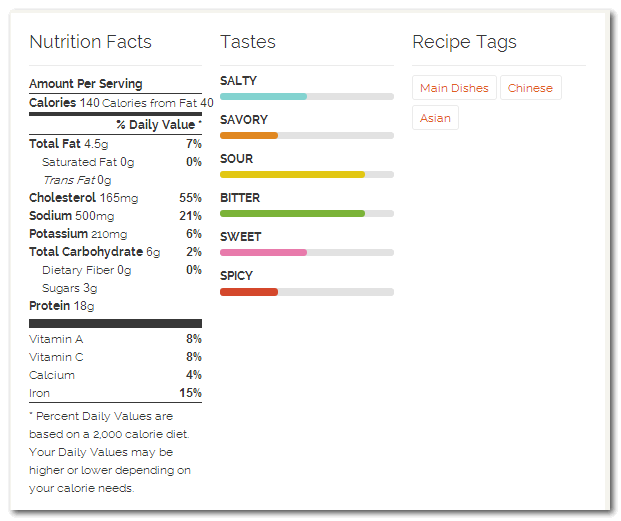 Nutrition Facts
Amount Per Serving
Calories 140 Calories from Fat 40
% Daily Value *
Total Fat 4.5g 7%
Saturated Fat 0g 0%
Trans Fat 0g
Cholesterol 165mg 55%
Sodium 500mg 21%
Potassium 210mg 6%
Total Carbohydrate 6g 2%
Dietary Fiber 0g 0%
Sugars 3g
Protein 18g
Vitamin A 8%
Vitamin C 8%
Calcium 4%
Iron 15%
* Percent Daily Values are
based on a 2,000 calorie diet.
Your Daily Values may be
higher or lower depending on
your calorie needs.
Tastes
SALTY
SAVORY
SOUR
BITTER
SWEET
SPICY
Recipe Tags
Main Dishes Chinese
Asian